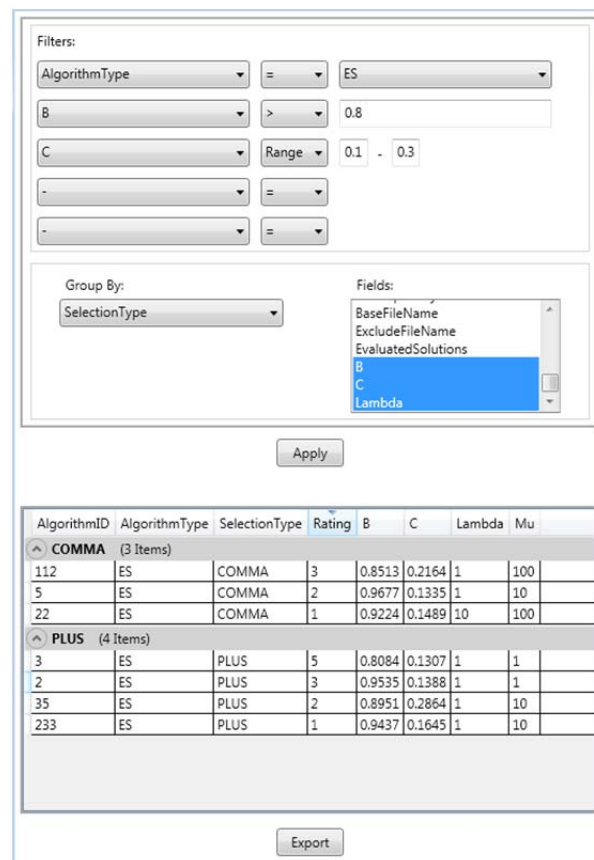 Filters:
AlgorithmType = ES
B > 0.8
C Range 0.1 - 0.3
- =
- =
Group By: Fields:
SelectionType
BaseFileName
ExcludeFileName
EvaluatedSolutions
B
C
Lambda
Apply
AlgorithmID AlgorithmType SelectionType Rating B C Lambda Mu
COMMA (3 Items)
112 ES COMMA 3 0.8513 0.2164 1 100
5 ES COMMA 2 0.9677 0.1335 1 10
22 ES COMMA 1 0.9224 0.1489 10 100
PLUS (4 Items)
3 ES PLUS 5 0.8084 0.1307 1 1
2 ES PLUS 3 0.9535 0.1388 1 1
35 ES PLUS 2 0.8951 0.2864 1 10
233 ES PLUS 1 0.9437 0.1645 1 10
Export